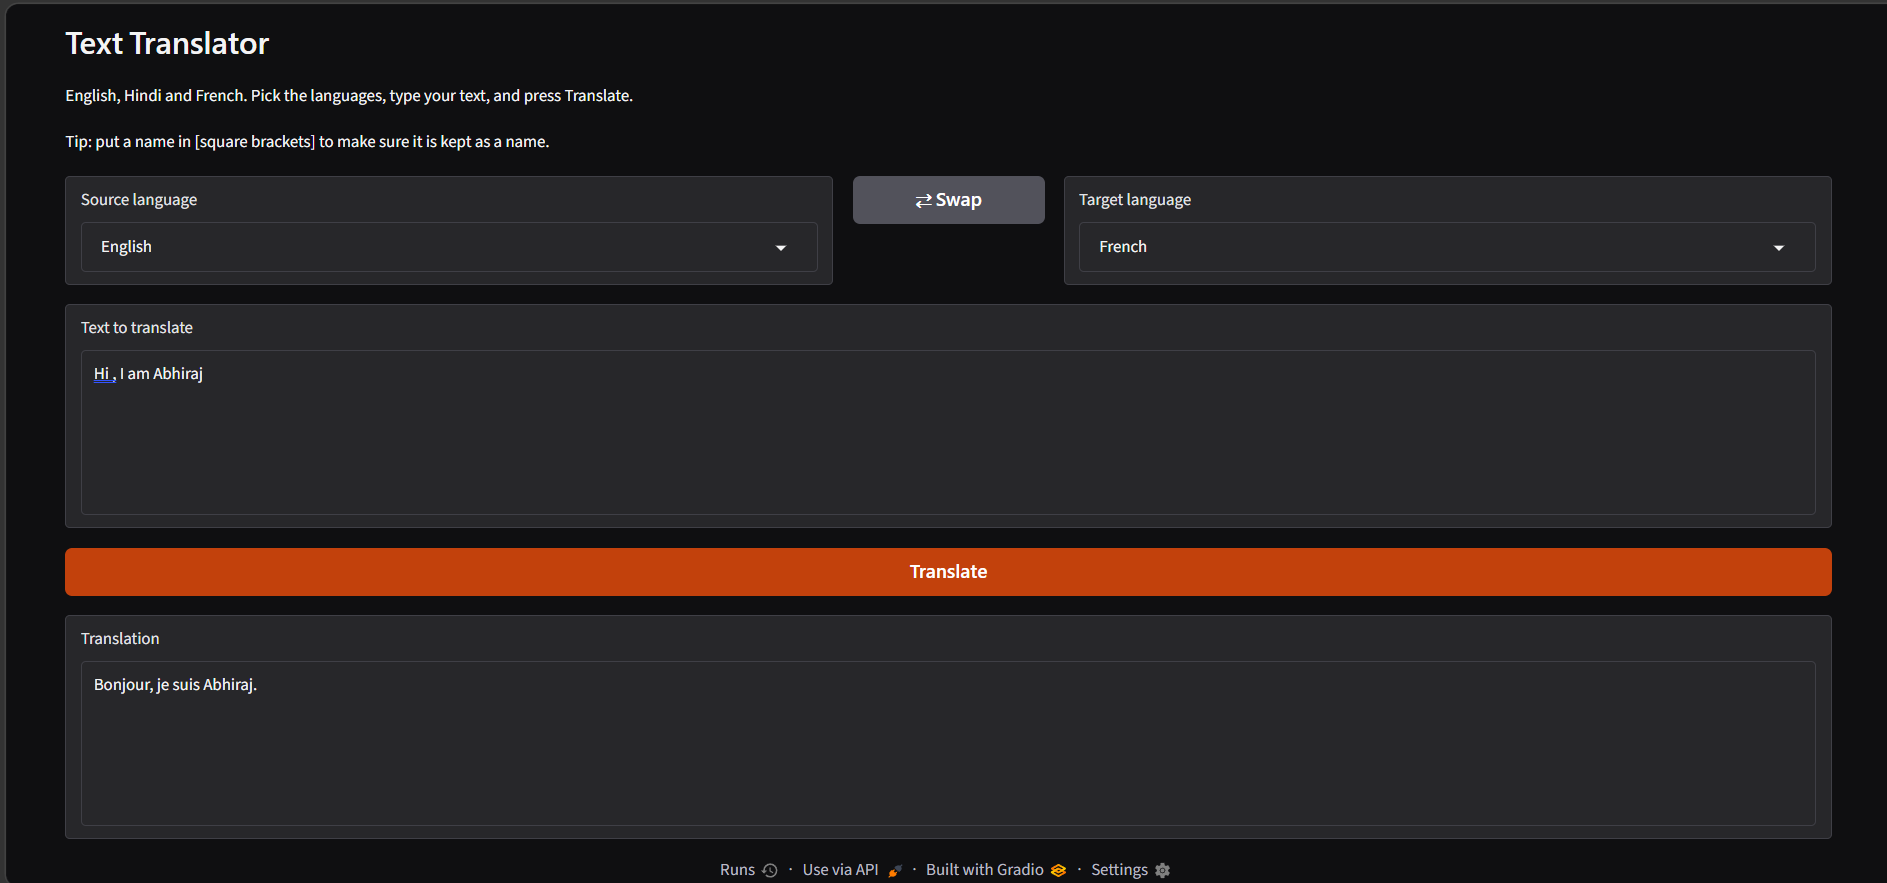 Text Translator
English, Hindi and French. Pick the languages, type your text, and press Translate.
Tip: put a name in [square brackets] to make sure it is kept as a name.
Source language
English
⇄ Swap
Target language
French
Text to translate
Hi , I am Abhiraj
Translate
Translation
Bonjour, je suis Abhiraj.
Runs · Use via API · Built with Gradio · Settings